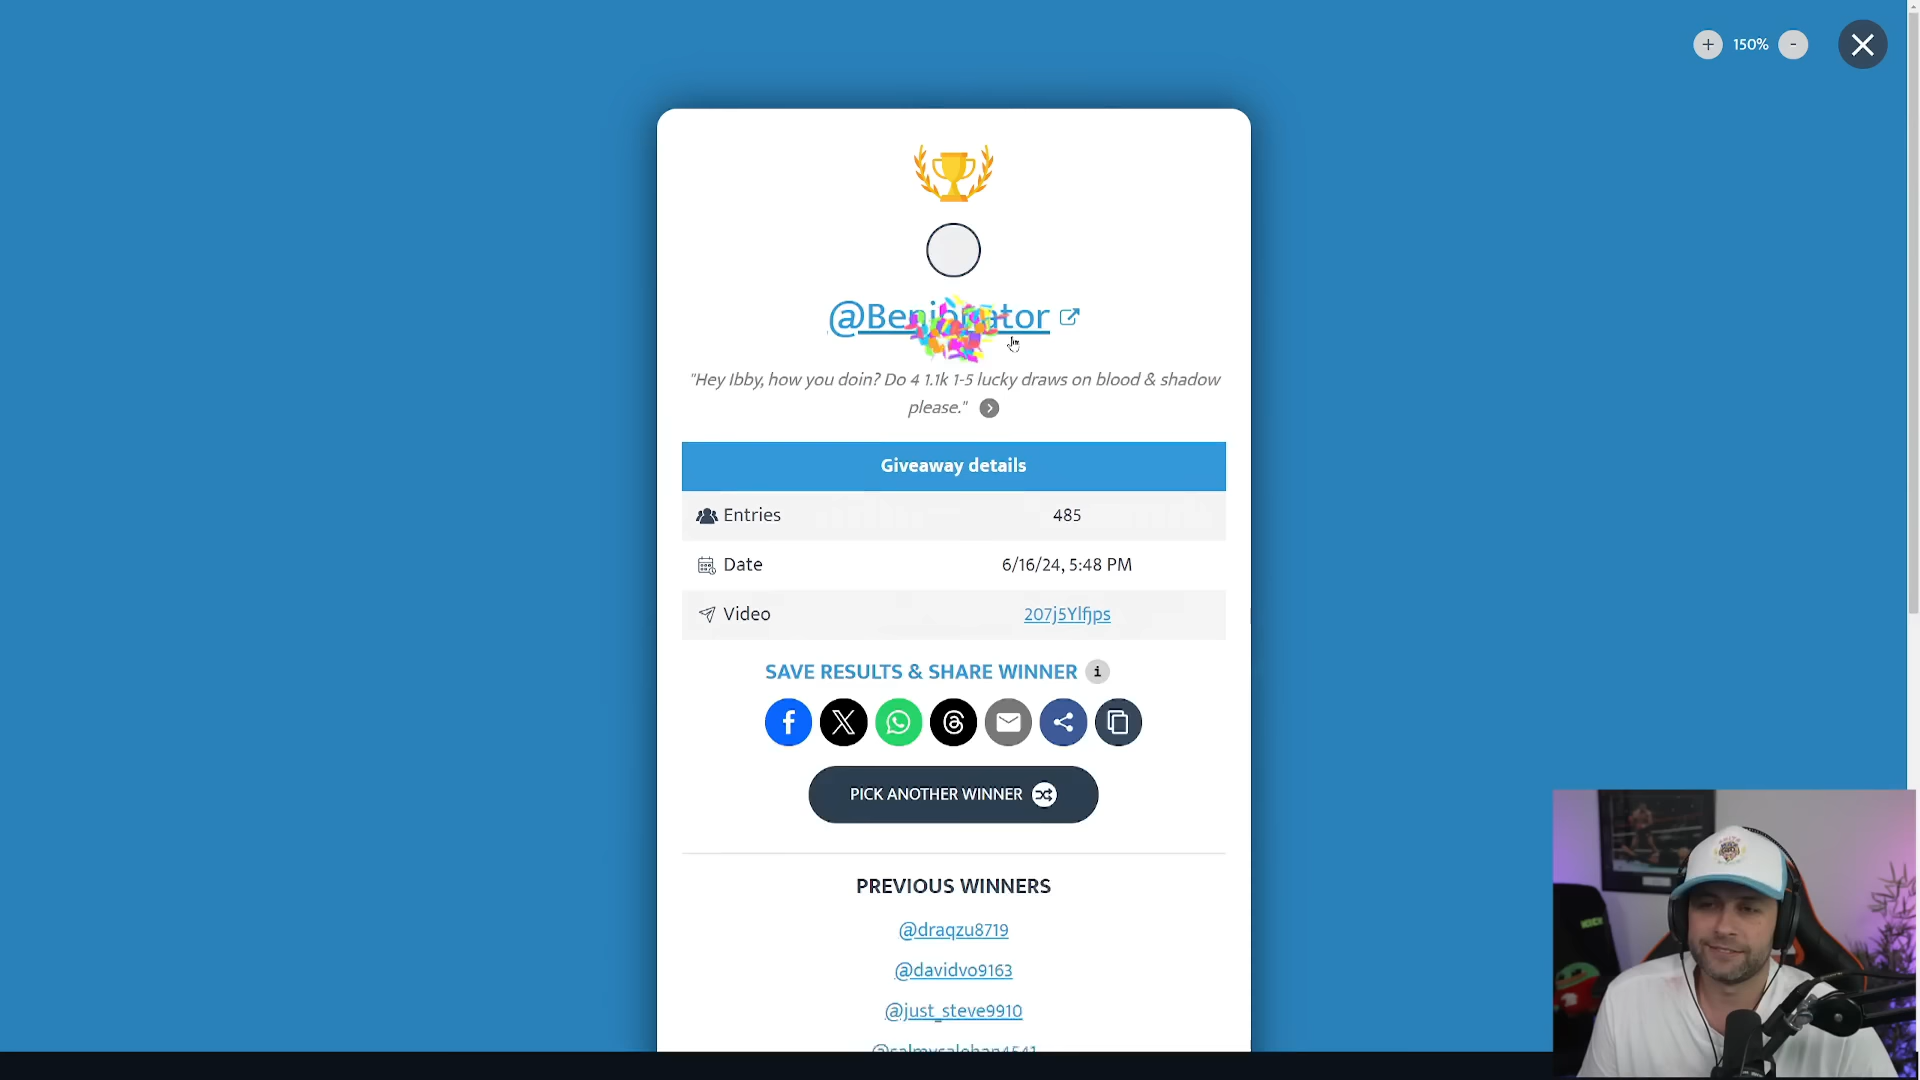 + 150% -
"Hey Ibby, how you doin? Do 4 1.1k 1-5 lucky draws on blood & shadow
please."
Giveaway details
Entries 485
Date 6/16/24, 5:48 PM
Video 207j5Ylfjps
SAVE RESULTS & SHARE WINNER i
PICK ANOTHER WINNER
PREVIOUS WINNERS
@draqzu8719
@davidvo9163
@just_steve9910